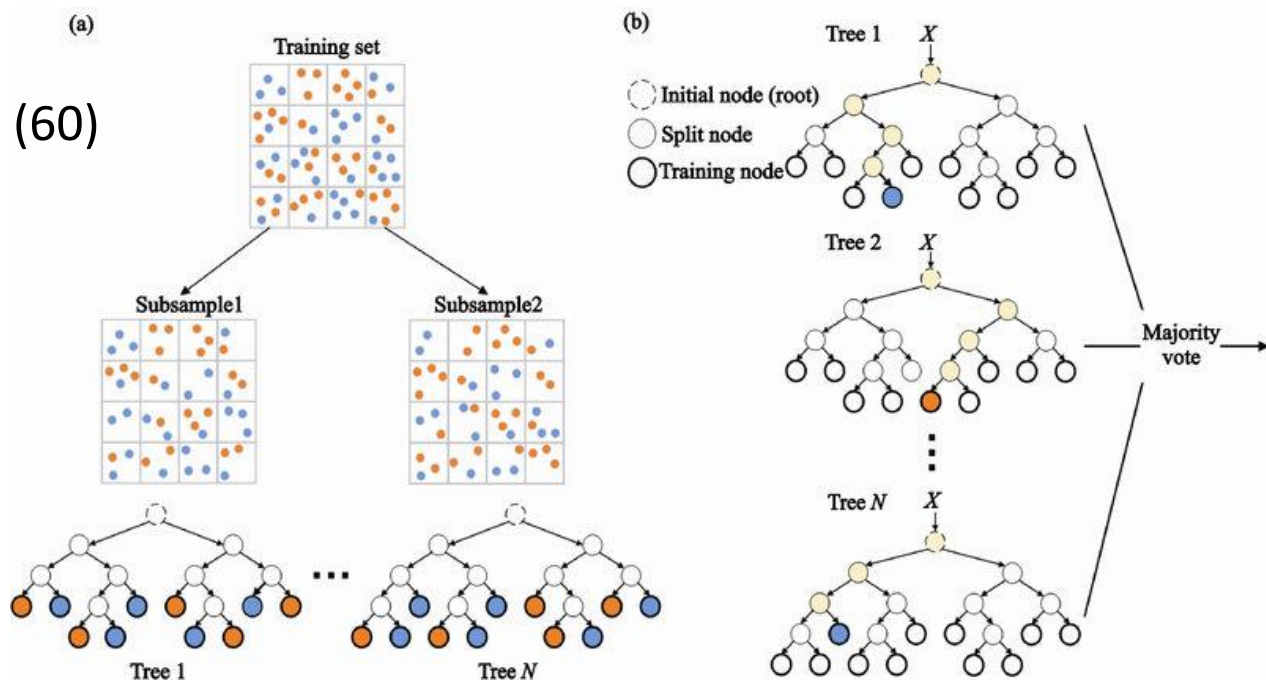 (a)
Training set
(60)
Subsample1
Subsample2
Tree 1
Tree N
(b)
Tree 1
X
Initial node (root)
Split node
Training node
Tree 2
X
Majority
vote
Tree N
X